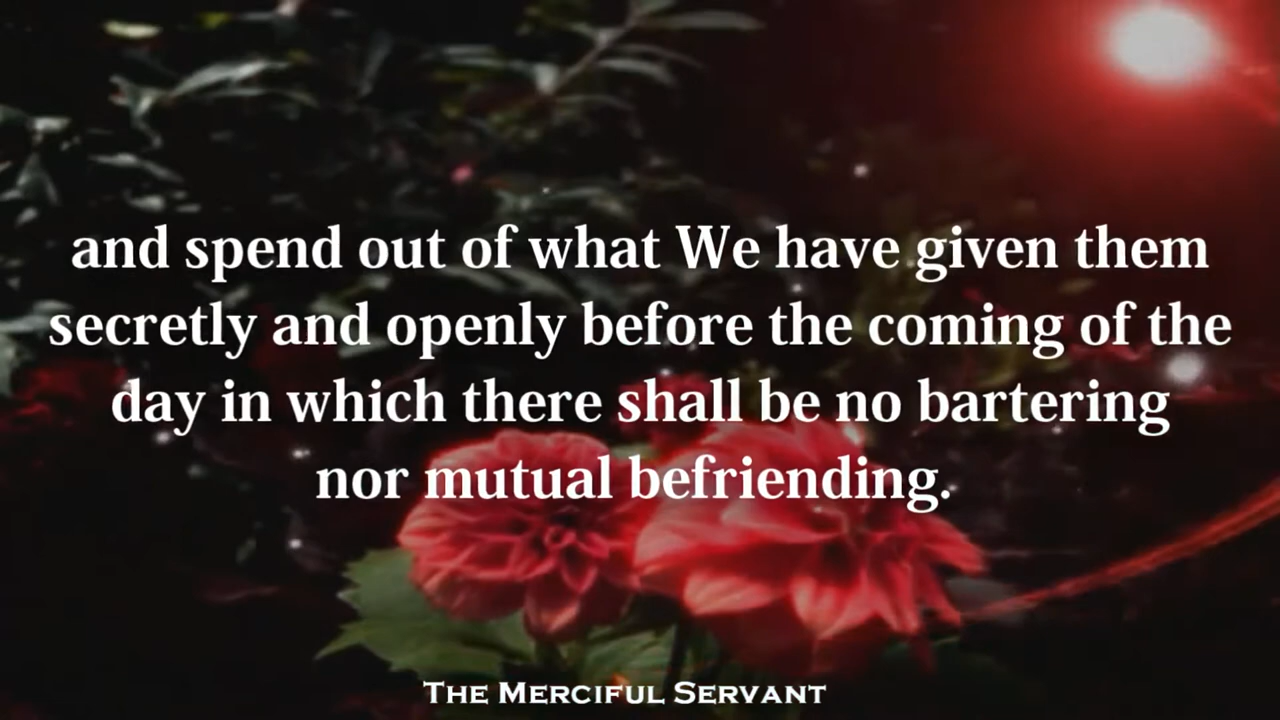 and spend out of what We have given them
secretly and openly before the coming of the
day in which there shall be no bartering
nor mutual befriending.
The Merciful Servant